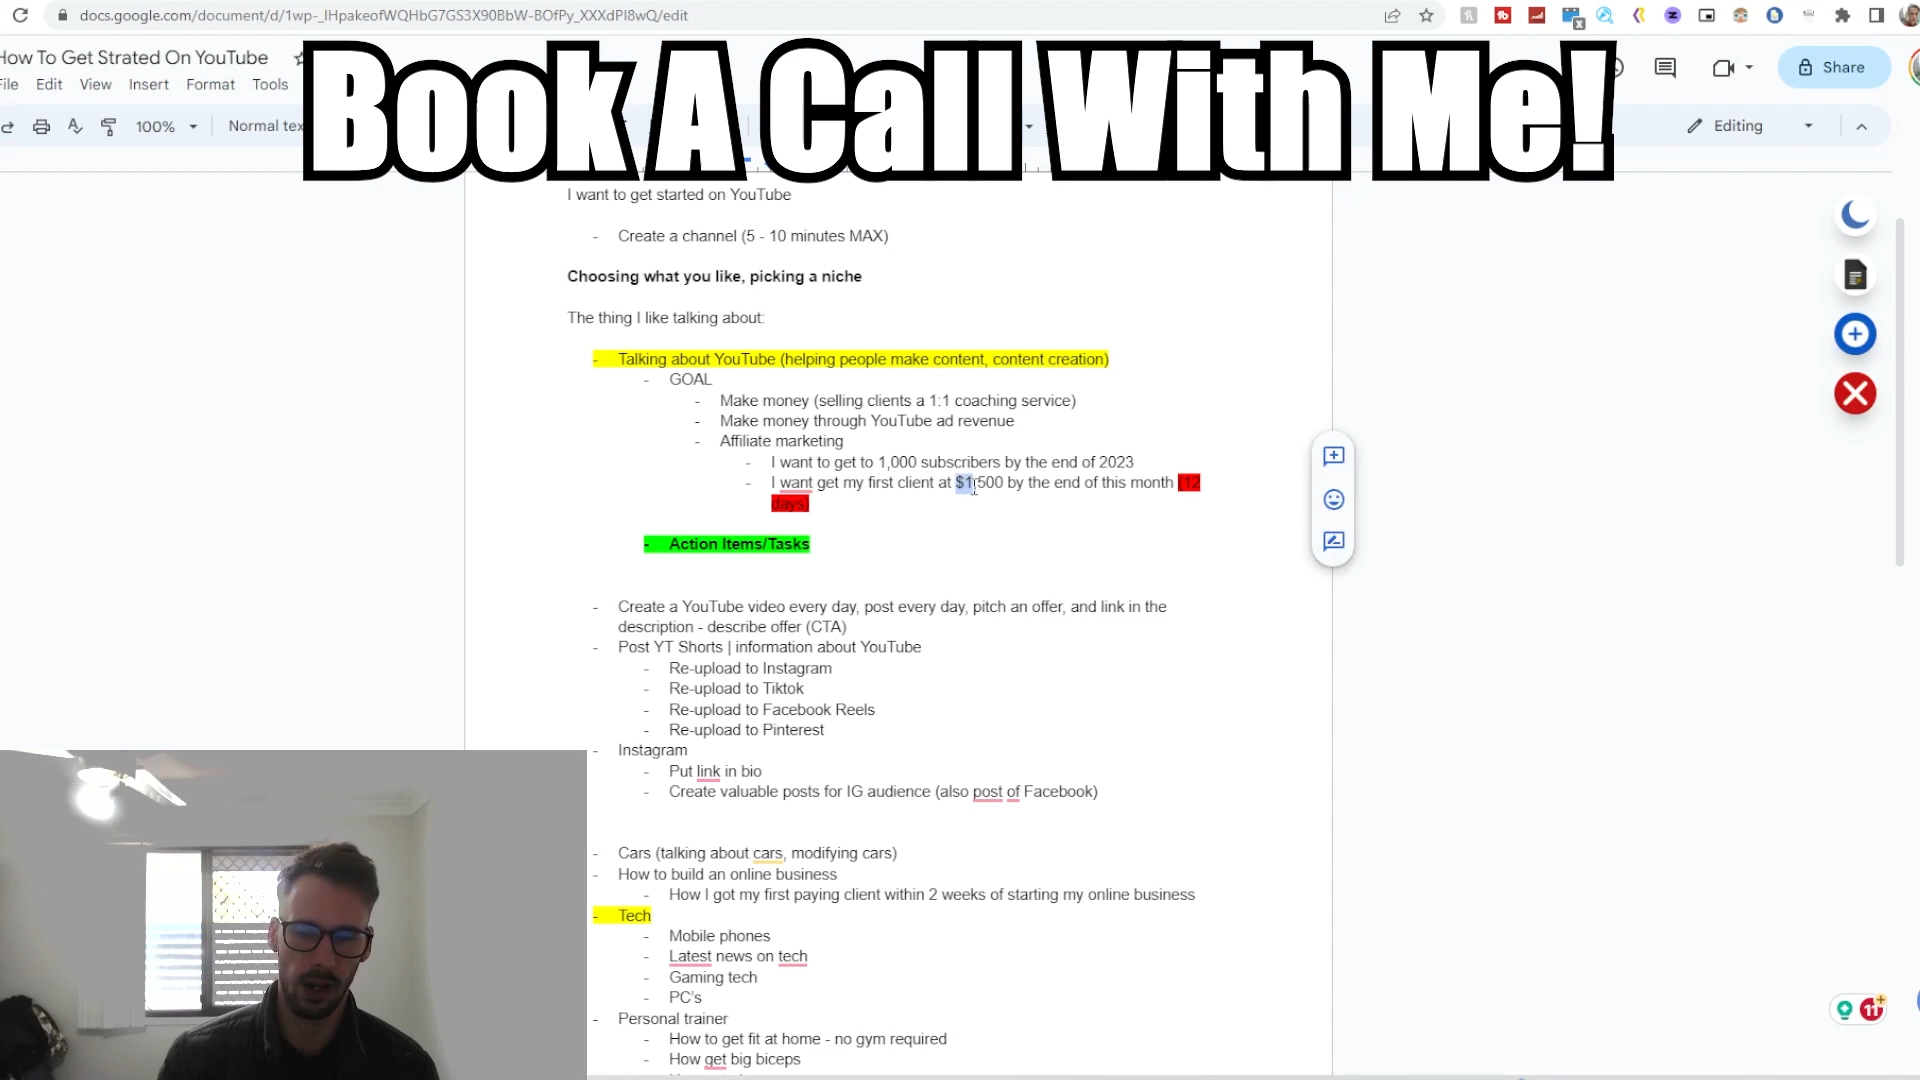 docs.google.com/document/d/1wp-_IHpakeofWQHbG7GS3X90BbW-BOfPy_XXXdPI8wQ/edit
How To Get Strated On YouTube
File Edit View Insert Format Tools
Share
Book A Call With Me!
100% Normal tex
Editing
I want to get started on YouTube
- Create a channel (5 - 10 minutes MAX)
Choosing what you like, picking a niche
The thing I like talking about:
- Talking about YouTube (helping people make content, content creation)
- GOAL
- Make money (selling clients a 1:1 coaching service)
- Make money through YouTube ad revenue
- Affiliate marketing
- I want to get to 1,000 subscribers by the end of 2023
- I want get my first client at $1,500 by the end of this month (12
days)
- Action Items/Tasks
- Create a YouTube video every day, post every day, pitch an offer, and link in the
description - describe offer (CTA)
- Post YT Shorts | information about YouTube
- Re-upload to Instagram
- Re-upload to Tiktok
- Re-upload to Facebook Reels
- Re-upload to Pinterest
- Instagram
- Put link in bio
- Create valuable posts for IG audience (also post of Facebook)
- Cars (talking about cars, modifying cars)
- How to build an online business
- How I got my first paying client within 2 weeks of starting my online business
- Tech
- Mobile phones
- Latest news on tech
- Gaming tech
- PC's
- Personal trainer
- How to get fit at home - no gym required
- How get big biceps
11